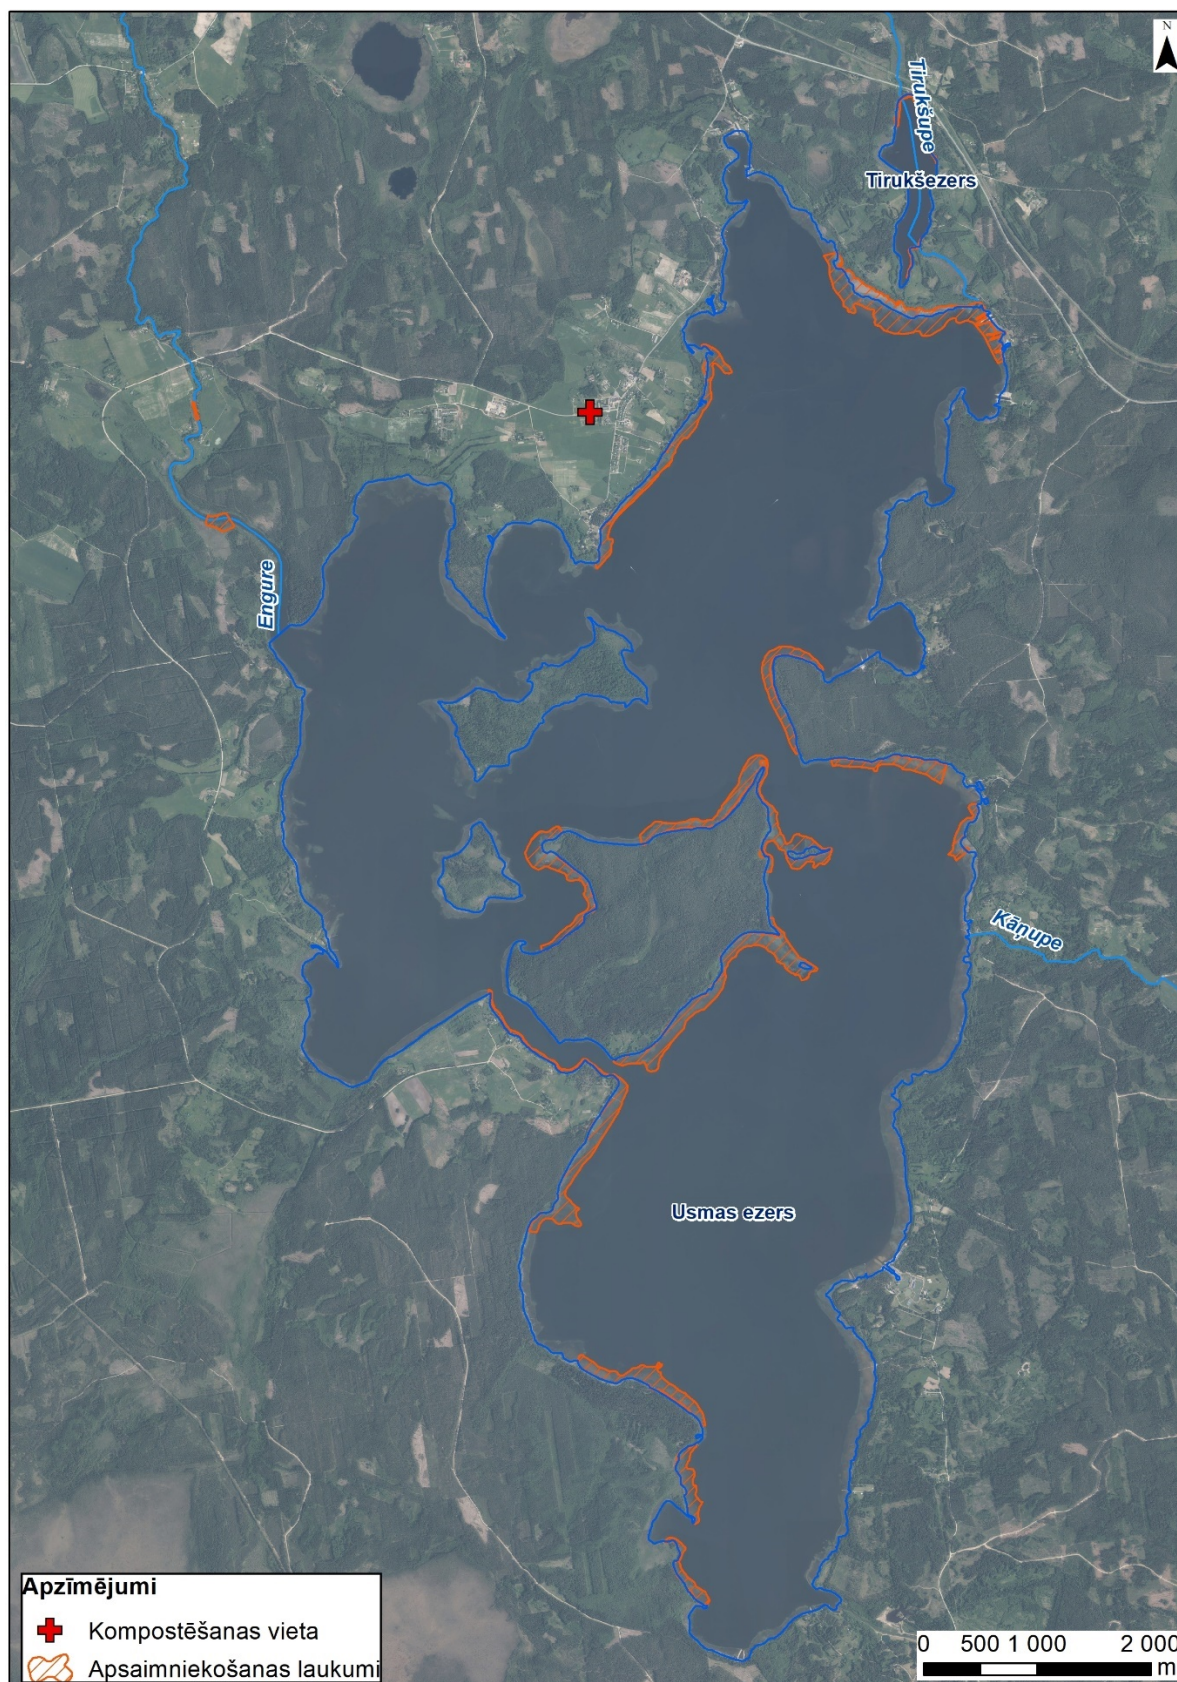 N
Tirukšupe
Tirukšezers
Engure
Kāņupe
Usmas ezers
Apzīmējumi
Kompostēšanas vieta
Apsaimniekošanas laukumi
0 500 1 000 2 000
m